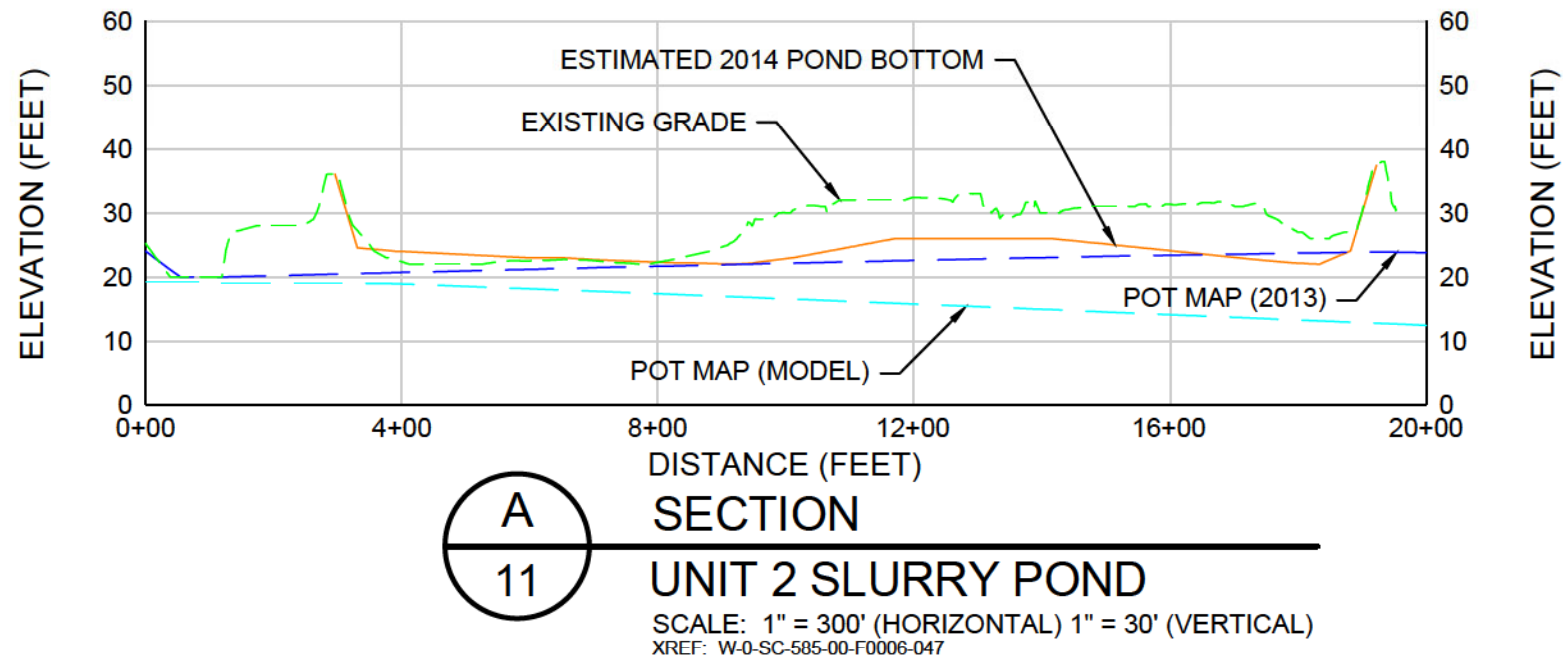 60
60
ESTIMATED 2014 POND BOTTOM
50
50
EXISTING GRADE
40
40
ELEVATION (FEET)
ELEVATION (FEET)
30
30
20
20
POT MAP (2013)
10
10
POT MAP (MODEL)
0
0
0+00 4+00 8+00 12+00 16+00 20+00
DISTANCE (FEET)
A
SECTION
11
UNIT 2 SLURRY POND
SCALE: 1" = 300' (HORIZONTAL) 1" = 30' (VERTICAL)
XREF: W-0-SC-585-00-F0006-047